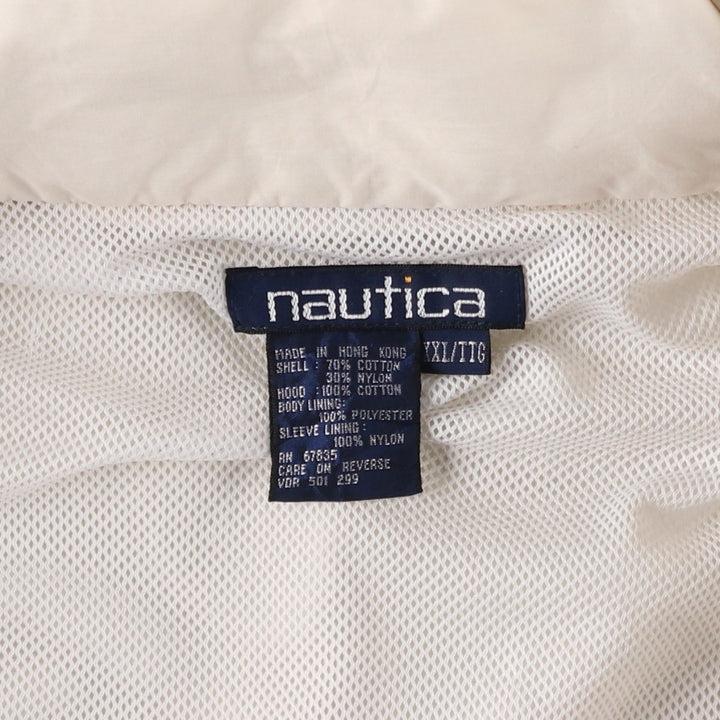 nautica
XXL/TTG
MADE IN HONG KONG
SHELL : 70% COTTON
30% NYLON
HOOD : 100% COTTON
BODY LINING:
100% POLYESTER
SLEEVE LINING:
100% NYLON
RN 67835
CARE ON REVERSE
VDR 501 299